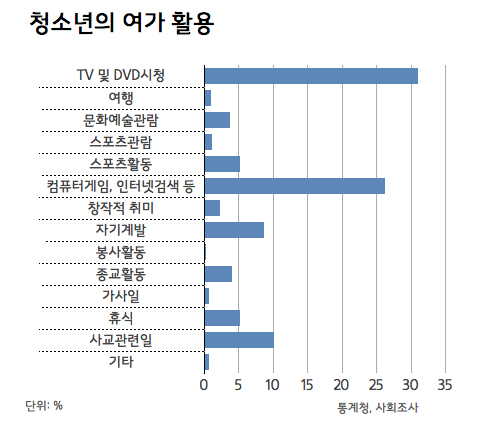 청소년의 여가 활용
TV 및 DVD시청
여행
문화예술관람
스포츠관람
스포츠활동
컴퓨터게임, 인터넷검색 등
창작적 취미
자기계발
봉사활동
종교활동
가사일
휴식
사교관련일
기타
0 5 10 15 20 25 30 35
단위: %
통계청, 사회조사